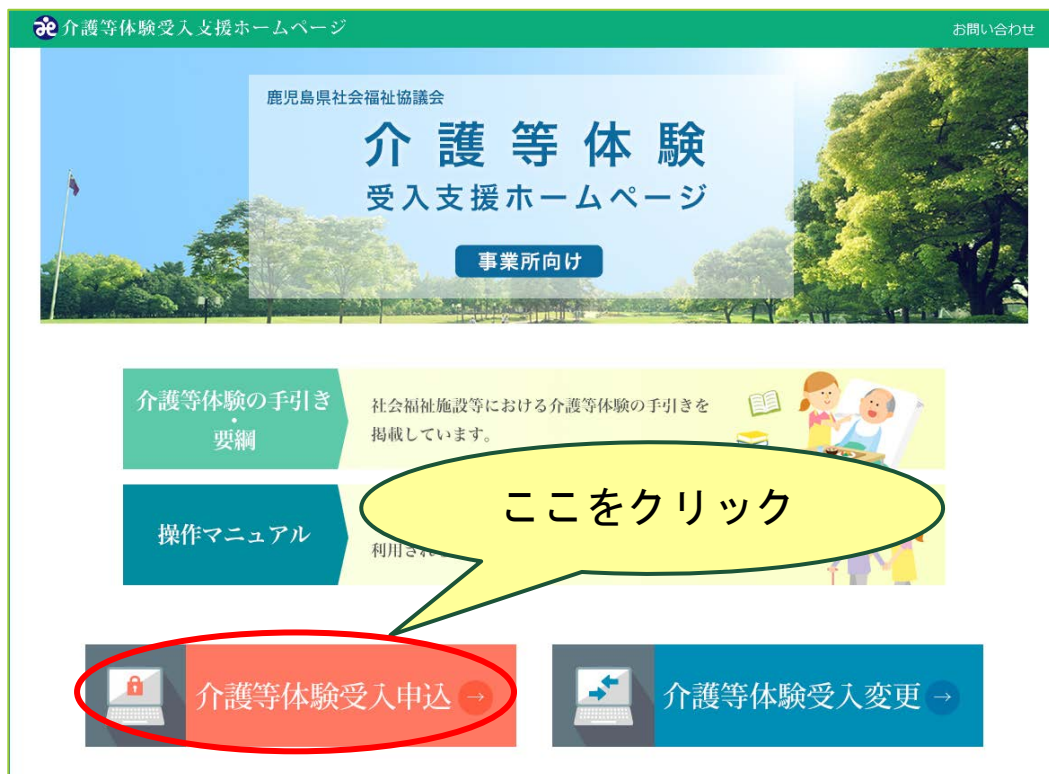 介護等体験受入支援ホームページ
お問い合わせ
鹿児島県社会福祉協議会
介護等体験
受入支援ホームページ
事業所向け
介護等体験の手引き
・
要綱
社会福祉施設等における介護等体験の手引きを
掲載しています。
ここをクリック
操作マニュアル
利用され
介護等体験受入申込
介護等体験受入変更